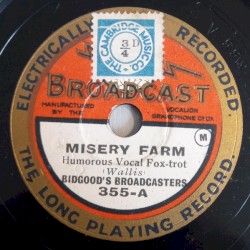 ELECTRICALLY RECORDED
THE CAMBRIDGE MUSIC CO.
3/D
4
BROADCAST
MANUFACTURED BY THE
VOCALION GRAMOPHONE CO LTD.
MISERY FARM
M
Humorous Vocal Fox-trot
(Wallis)
BIDGOOD'S BROADCASTERS
355-A
THE LONG PLAYING RECORD